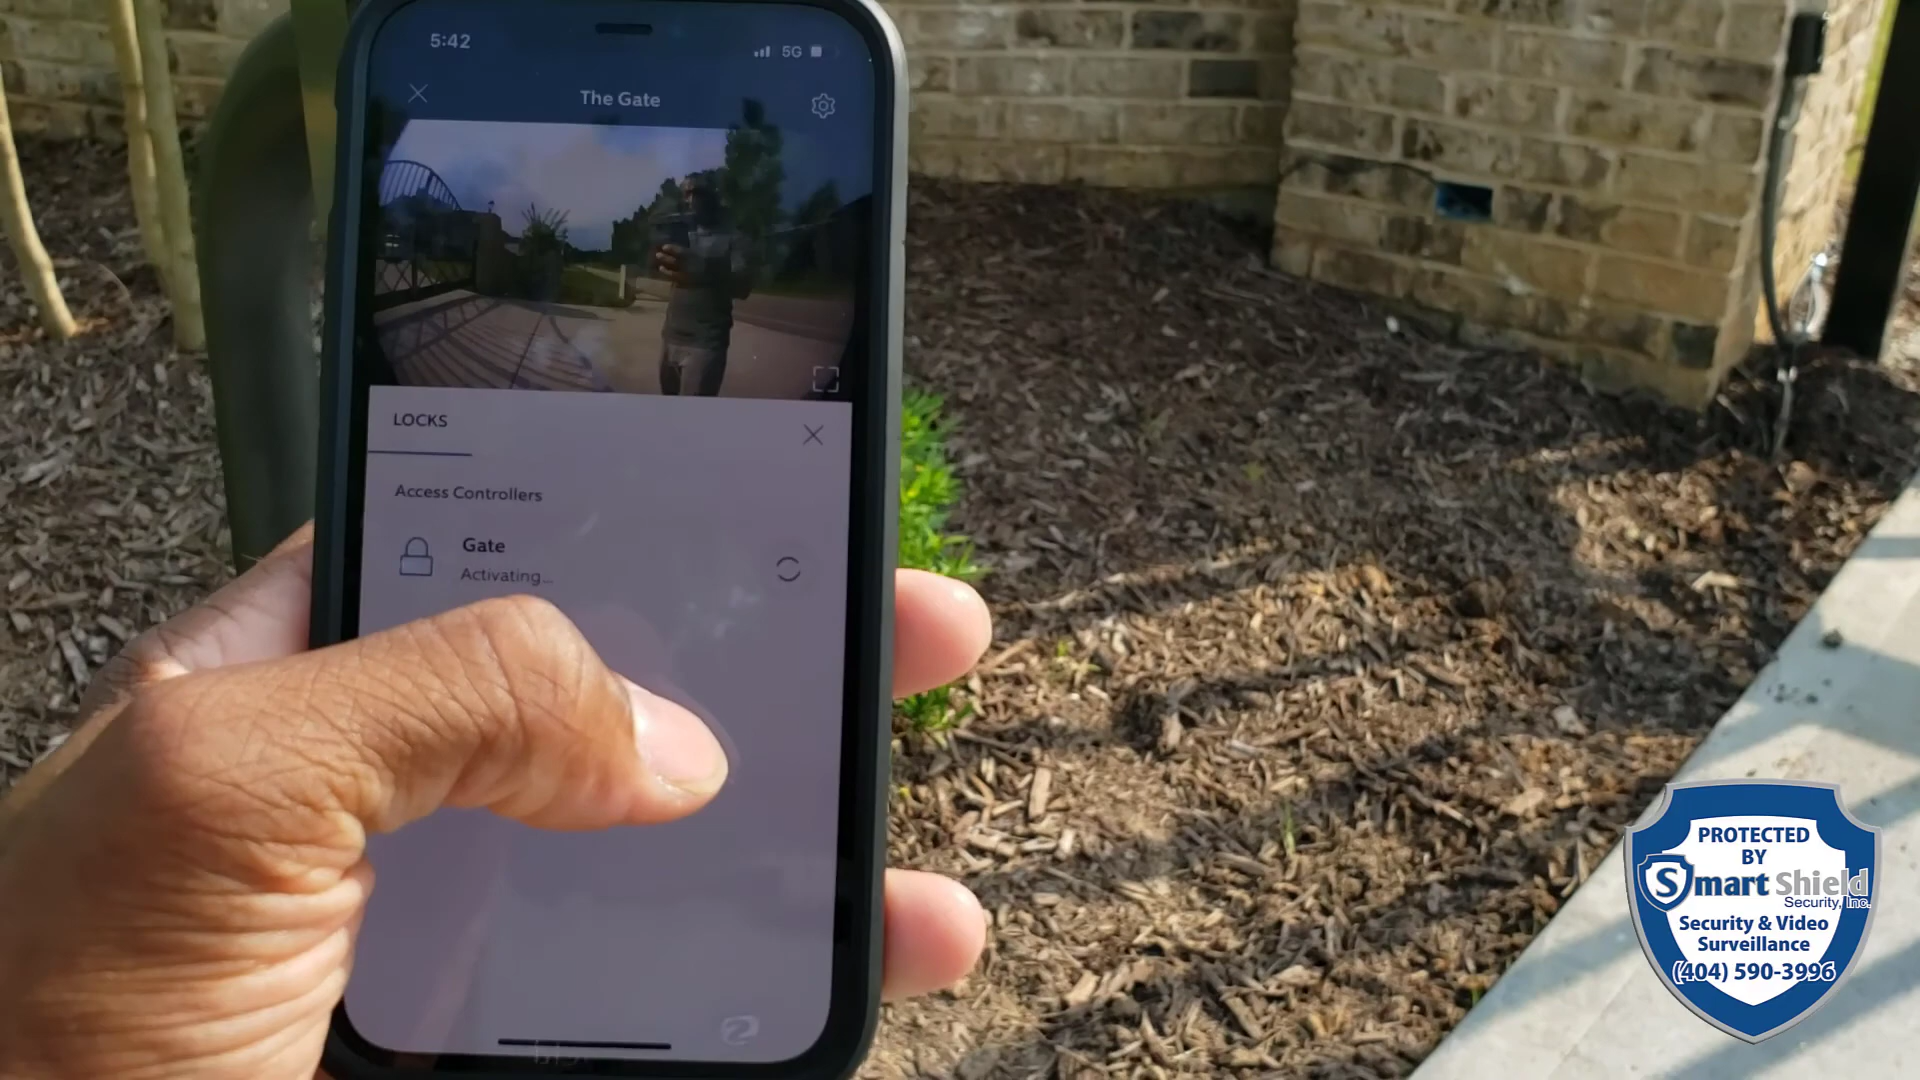 5:42
5G
The Gate
LOCKS
Access Controllers
Gate
Activating...
PROTECTED
BY
Smart Shield
Security, Inc.
Security & Video
Surveillance
(404) 590-3996